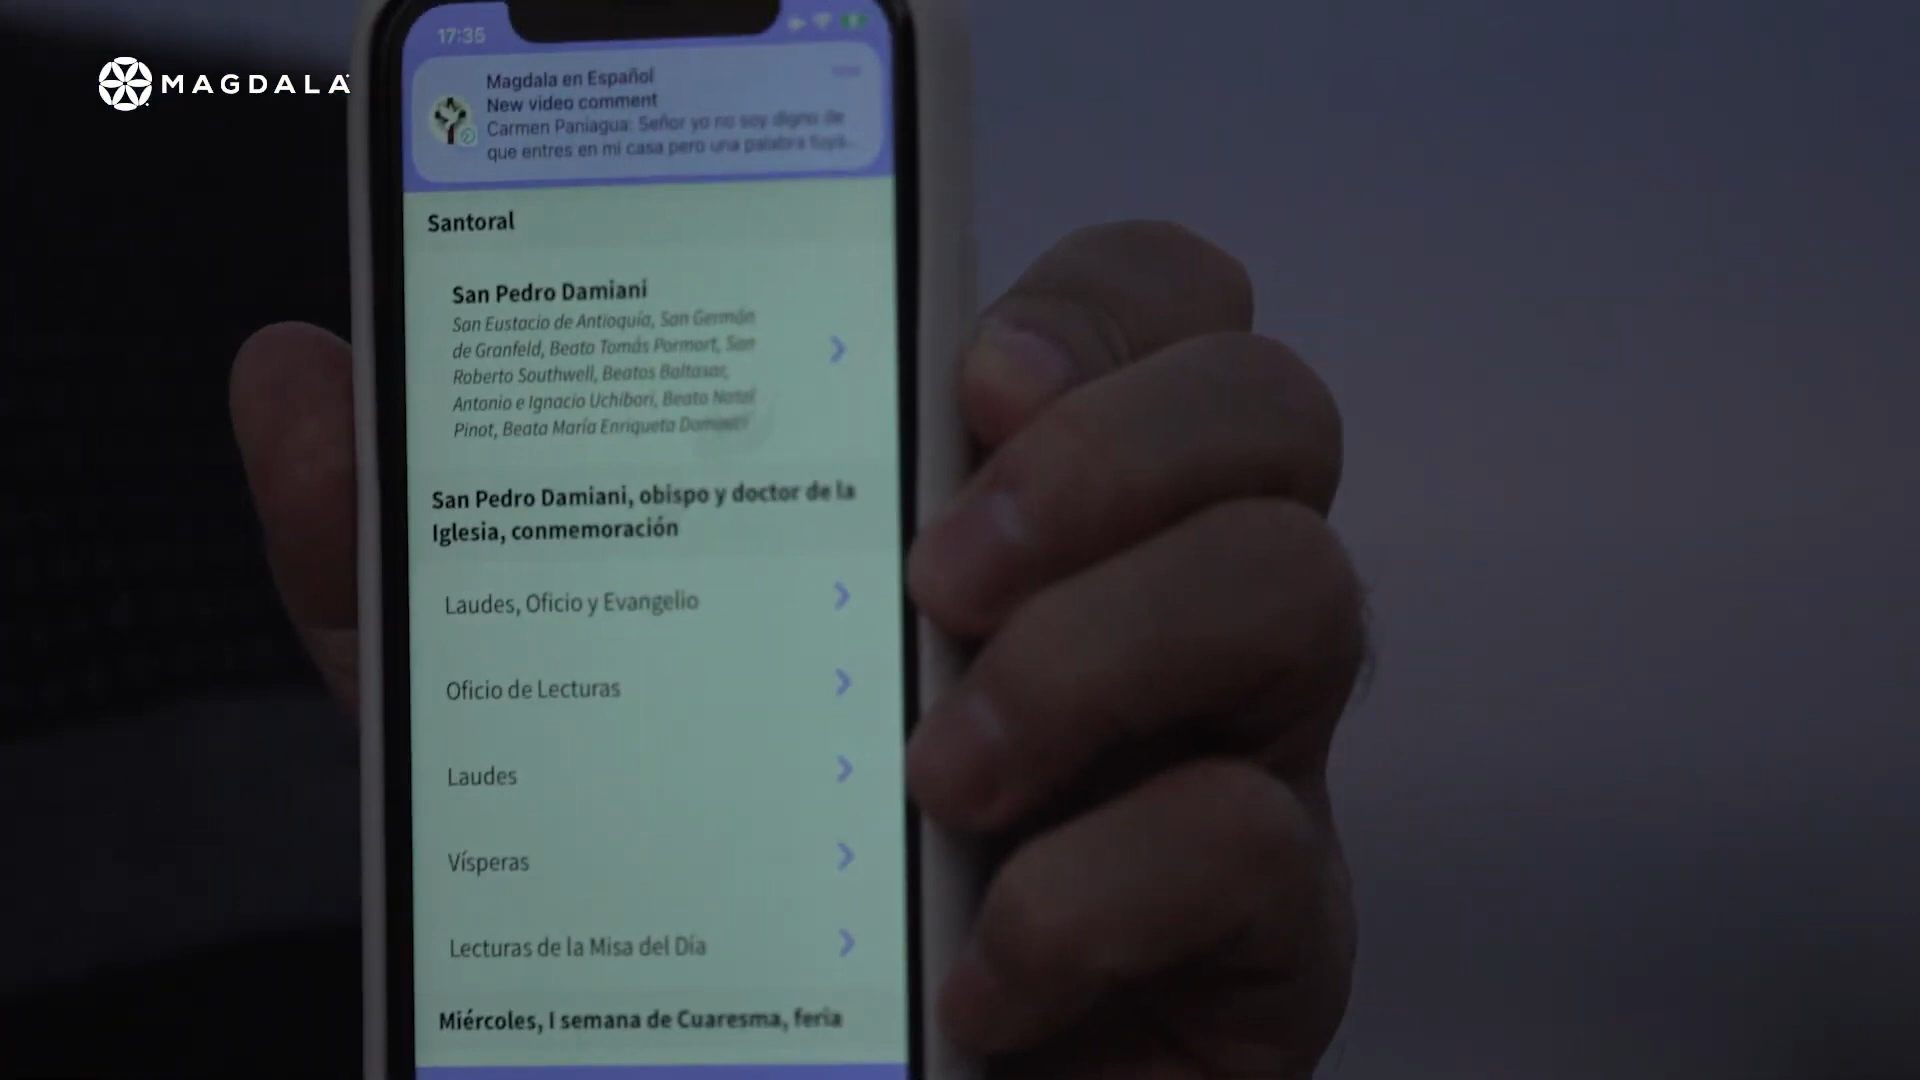 MAGDALA
17:35
Magdala en Español
now
New video comment
Carmen Paniagua: Señor yo no soy digno de
que entres en mi casa pero una palabra tuya...
Santoral
San Pedro Damiani
San Eustacio de Antioquía, San Germán
de Granfeld, Beato Tomás Pormort, San
Roberto Southwell, Beatos Baltasar,
Antonio e Ignacio Uchibori, Beato Natal
Pinot, Beata María Enriqueta Dominici
San Pedro Damiani, obispo y doctor de la
Iglesia, conmemoración
Laudes, Oficio y Evangelio
Oficio de Lecturas
Laudes
Vísperas
Lecturas de la Misa del Día
Miércoles, I semana de Cuaresma, feria